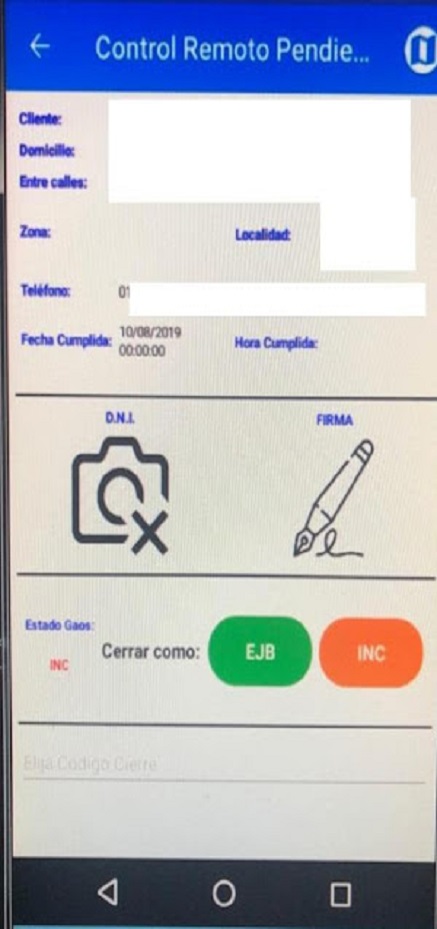 Control Remoto Pendie...
Cliente:
Domicilio:
Entre calles:
Zona: Localidad:
Teléfono: 01
Fecha Cumplida: 10/08/2019 00:00:00 Hora Cumplida:
D.N.I. FIRMA
Estado Gaos:
INC Cerrar como: EJB INC
Elija Código Cierre